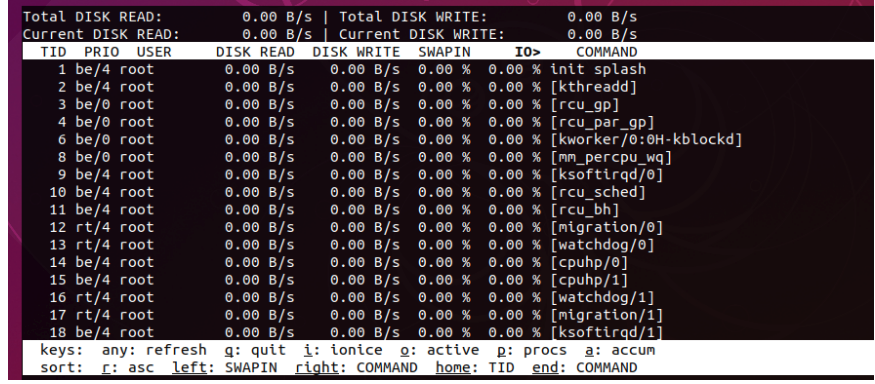 Total DISK READ: 0.00 B/s | Total DISK WRITE: 0.00 B/s
Current DISK READ: 0.00 B/s | Current DISK WRITE: 0.00 B/s
TID PRIO USER DISK READ DISK WRITE SWAPIN IO> COMMAND
1 be/4 root 0.00 B/s 0.00 B/s 0.00 % 0.00 % init splash
2 be/4 root 0.00 B/s 0.00 B/s 0.00 % 0.00 % [kthreadd]
3 be/0 root 0.00 B/s 0.00 B/s 0.00 % 0.00 % [rcu_gp]
4 be/0 root 0.00 B/s 0.00 B/s 0.00 % 0.00 % [rcu_par_gp]
6 be/0 root 0.00 B/s 0.00 B/s 0.00 % 0.00 % [kworker/0:0H-kblockd]
8 be/0 root 0.00 B/s 0.00 B/s 0.00 % 0.00 % [mm_percpu_wq]
9 be/4 root 0.00 B/s 0.00 B/s 0.00 % 0.00 % [ksoftirqd/0]
10 be/4 root 0.00 B/s 0.00 B/s 0.00 % 0.00 % [rcu_sched]
11 be/4 root 0.00 B/s 0.00 B/s 0.00 % 0.00 % [rcu_bh]
12 rt/4 root 0.00 B/s 0.00 B/s 0.00 % 0.00 % [migration/0]
13 rt/4 root 0.00 B/s 0.00 B/s 0.00 % 0.00 % [watchdog/0]
14 be/4 root 0.00 B/s 0.00 B/s 0.00 % 0.00 % [cpuhp/0]
15 be/4 root 0.00 B/s 0.00 B/s 0.00 % 0.00 % [cpuhp/1]
16 rt/4 root 0.00 B/s 0.00 B/s 0.00 % 0.00 % [watchdog/1]
17 rt/4 root 0.00 B/s 0.00 B/s 0.00 % 0.00 % [migration/1]
18 be/4 root 0.00 B/s 0.00 B/s 0.00 % 0.00 % [ksoftirqd/1]
keys: any: refresh q: quit i: ionice o: active p: procs a: accum
sort: r: asc left: SWAPIN right: COMMAND home: TID end: COMMAND